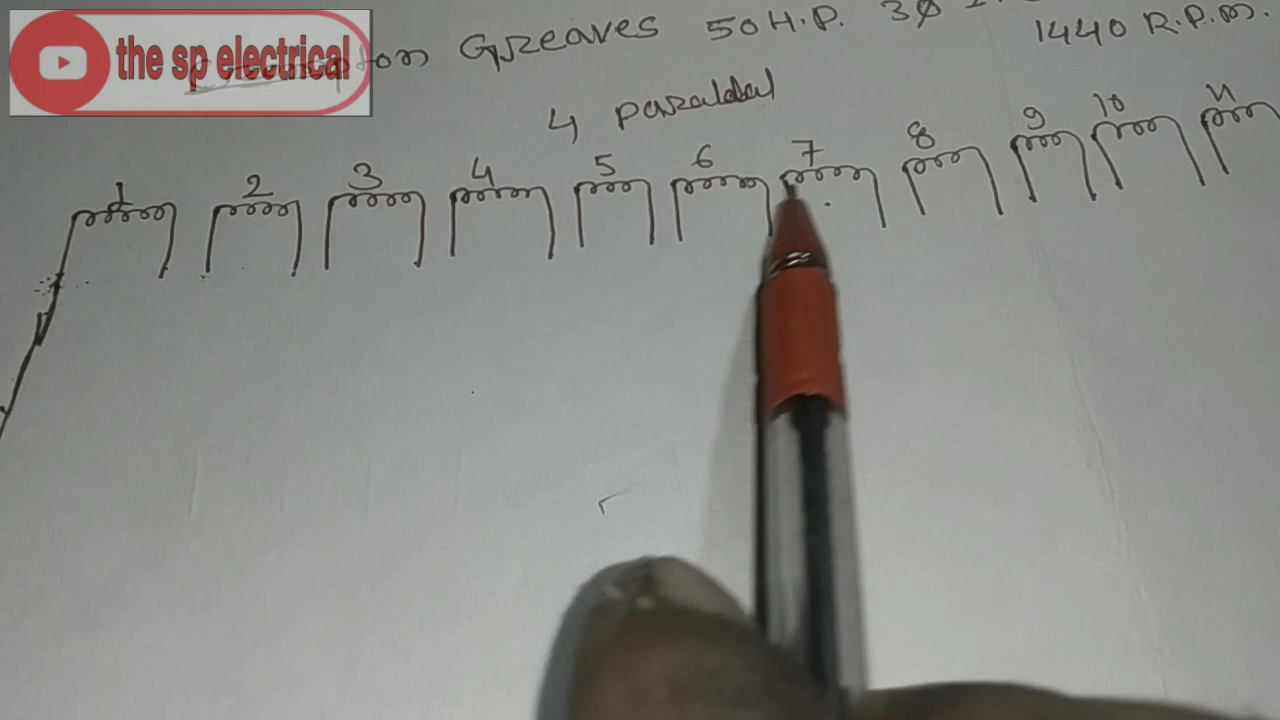 the sp electrical
Greaves 50 H.P. 3Ø
1440 R.P.m.
4 paralal
1 2 3 4 5 6 7 8 9 10 11